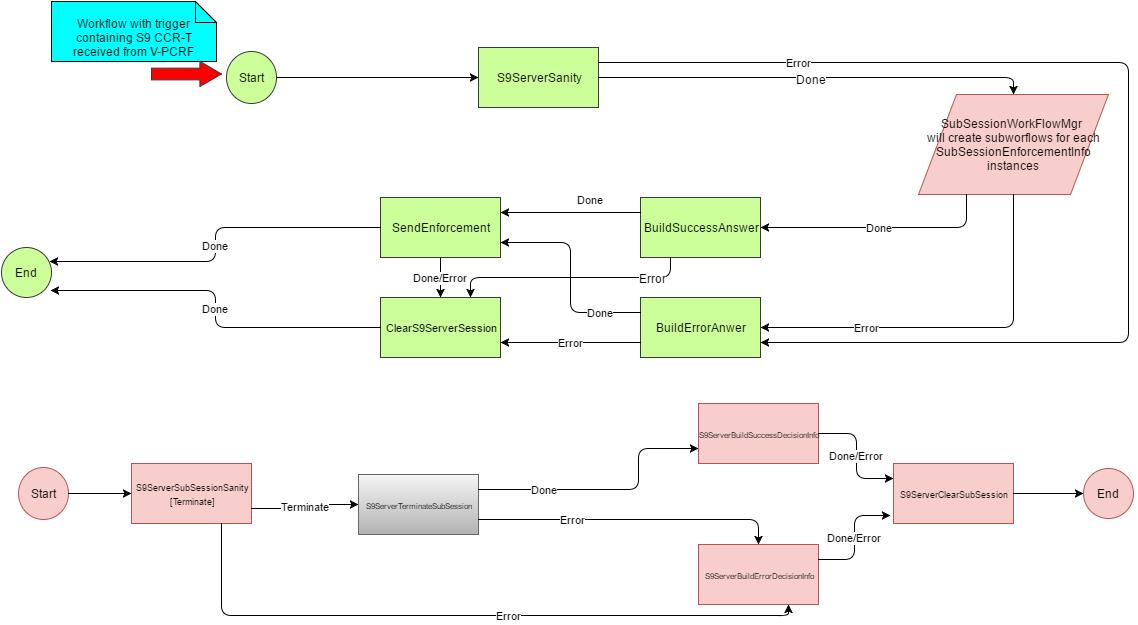 Workflow with trigger
containing S9 CCR-T
received from V-PCRF
Start
S9ServerSanity
Error
Done
SubSessionWorkFlowMgr
will create subworflows for each
SubSessionEnforcementInfo
instances
SendEnforcement
Done
BuildSuccessAnswer
Done
Done
End
Done/Error
Error
Done
ClearS9ServerSession
Done
BuildErrorAnwer
Error
Error
S9ServerBuildSuccessDecisionInfo
Done/Error
Start
S9ServerSubSessionSanity
[Terminate]
Terminate
S9ServerTerminateSubSession
Done
Error
S9ServerClearSubSession
End
Done/Error
S9ServerBuildErrorDecisionInfo
Error